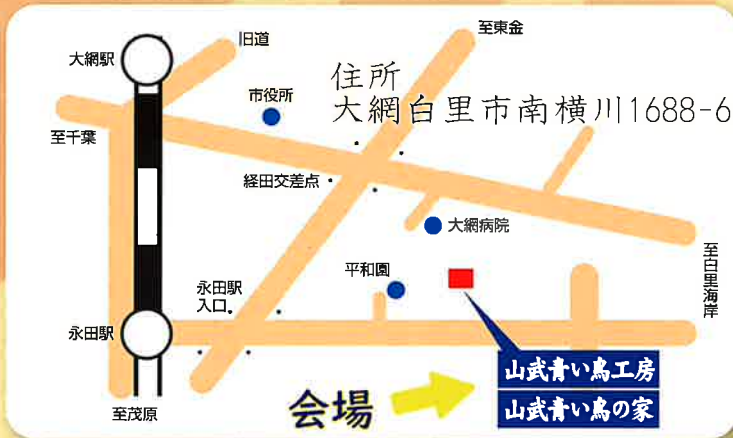 大網駅
旧道
至東金
市役所
住所
大網白里市南横川1688-6
至千葉
経田交差点
大網病院
至白里海岸
平和園
永田駅
入口
永田駅
山武青い鳥工房
山武青い鳥の家
会場
至茂原